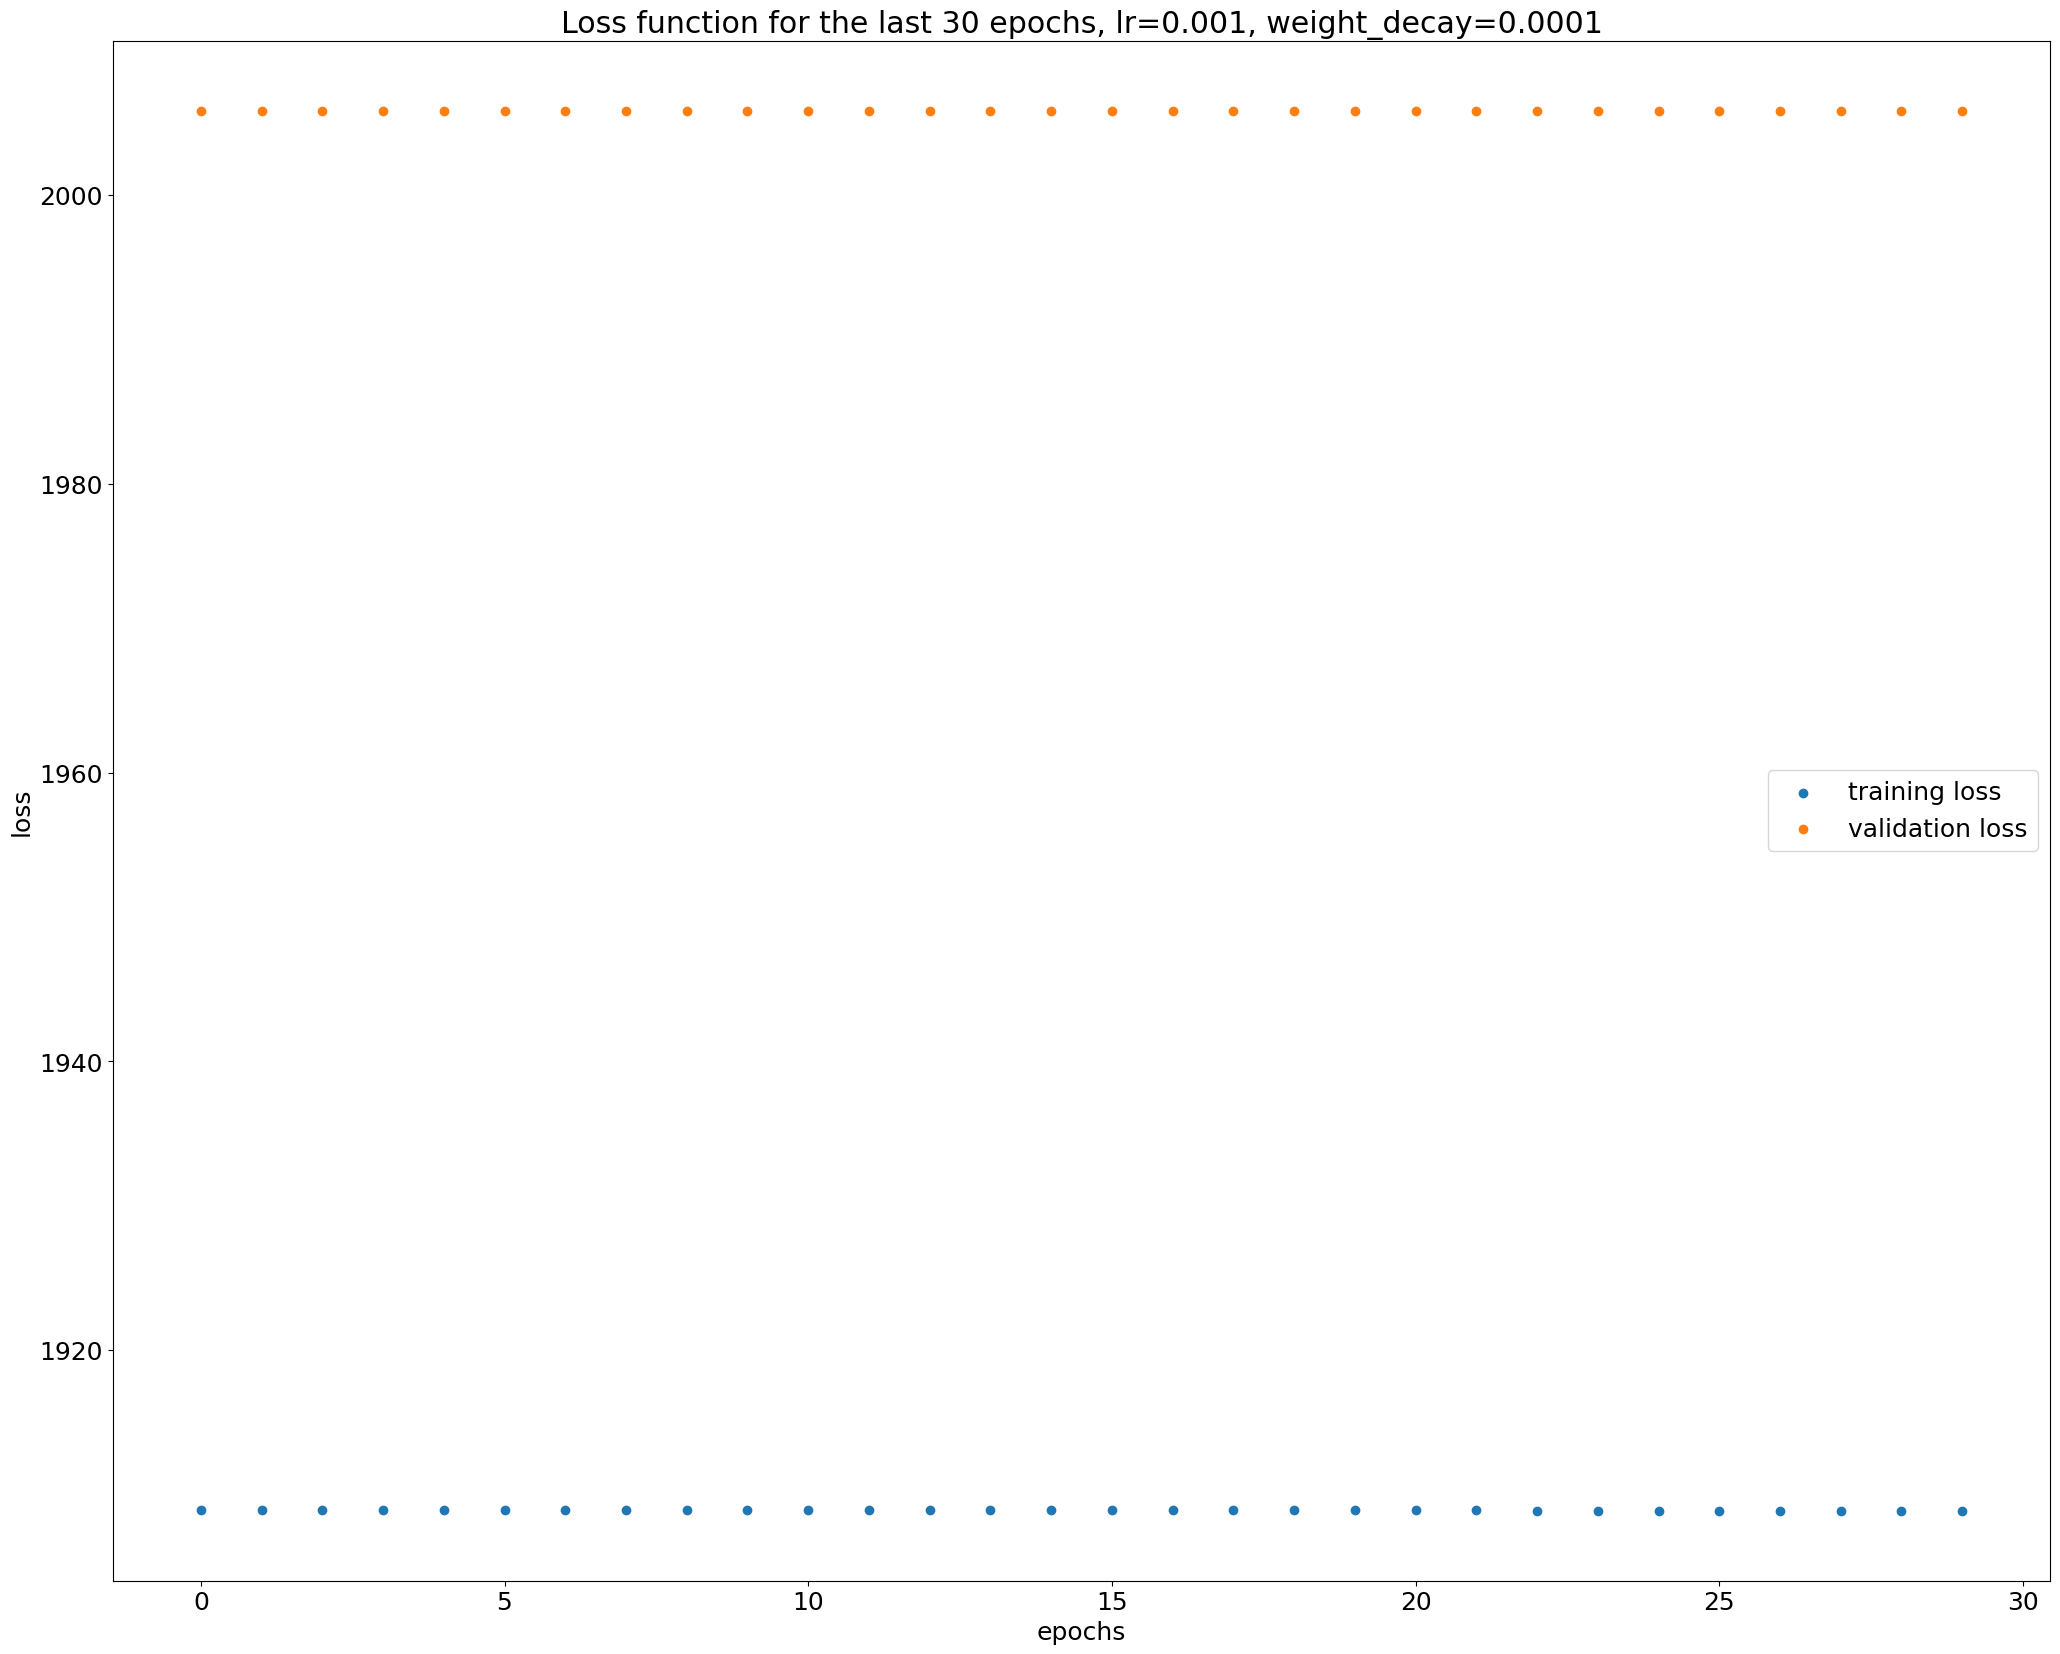 Loss function for the last 30 epochs, lr=0.001, weight_decay=0.0001
2000
1980
1960
1940
1920
loss
training loss
validation loss
0 5 10 15 20 25 30
epochs